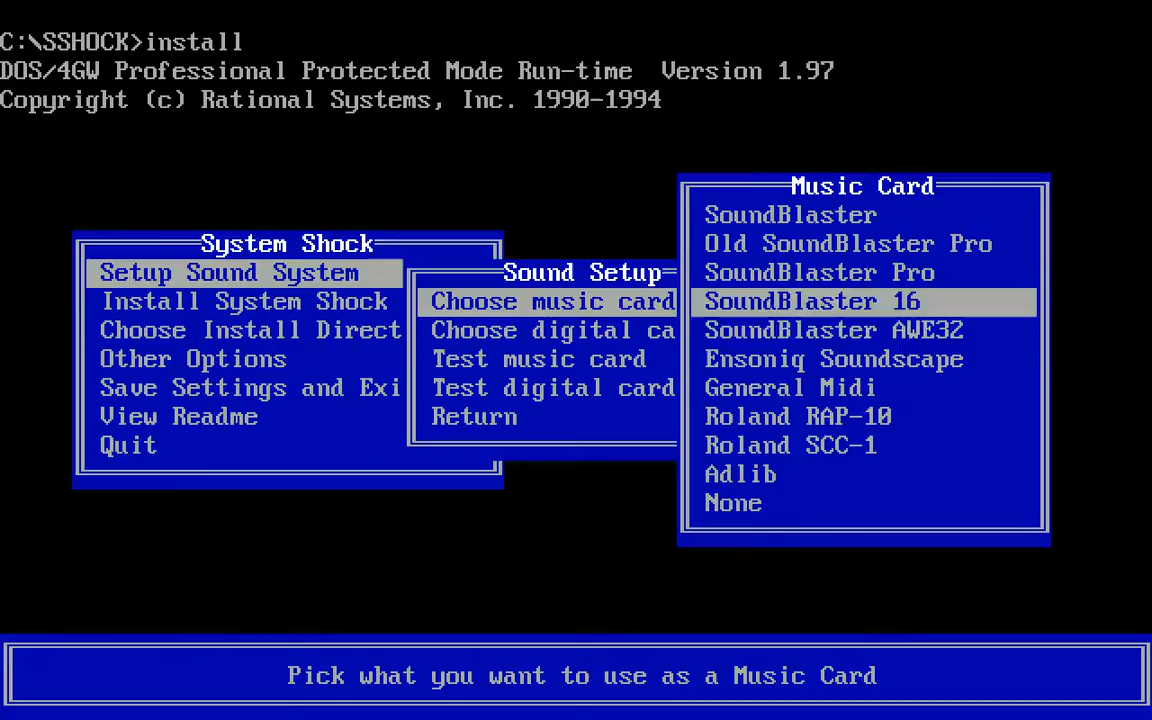 C:\SSHOCK>install
DOS/4GW Professional Protected Mode Run-time  Version 1.97
Copyright (c) Rational Systems, Inc. 1990-1994
System Shock
Setup Sound System
Install System Shock
Choose Install Direct
Other Options
Save Settings and Exi
View Readme
Quit
Sound Setup
Choose music card
Choose digital ca
Test music card
Test digital card
Return
Music Card
SoundBlaster
Old SoundBlaster Pro
SoundBlaster Pro
SoundBlaster 16
SoundBlaster AWE32
Ensoniq Soundscape
General Midi
Roland RAP-10
Roland SCC-1
Adlib
None
Pick what you want to use as a Music Card